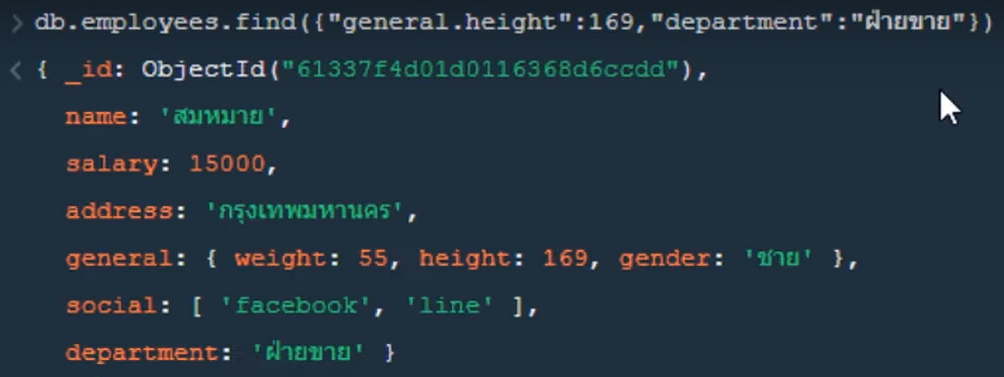 > db.employees.find({"general.height":169,"department":"ฝ่ายขาย"})
< { _id: ObjectId("61337f4d01d0116368d6ccdd"),
name: 'สมหมาย',
salary: 15000,
address: 'กรุงเทพมหานคร',
general: { weight: 55, height: 169, gender: 'ชาย' },
social: [ 'facebook', 'line' ],
department: 'ฝ่ายขาย' }